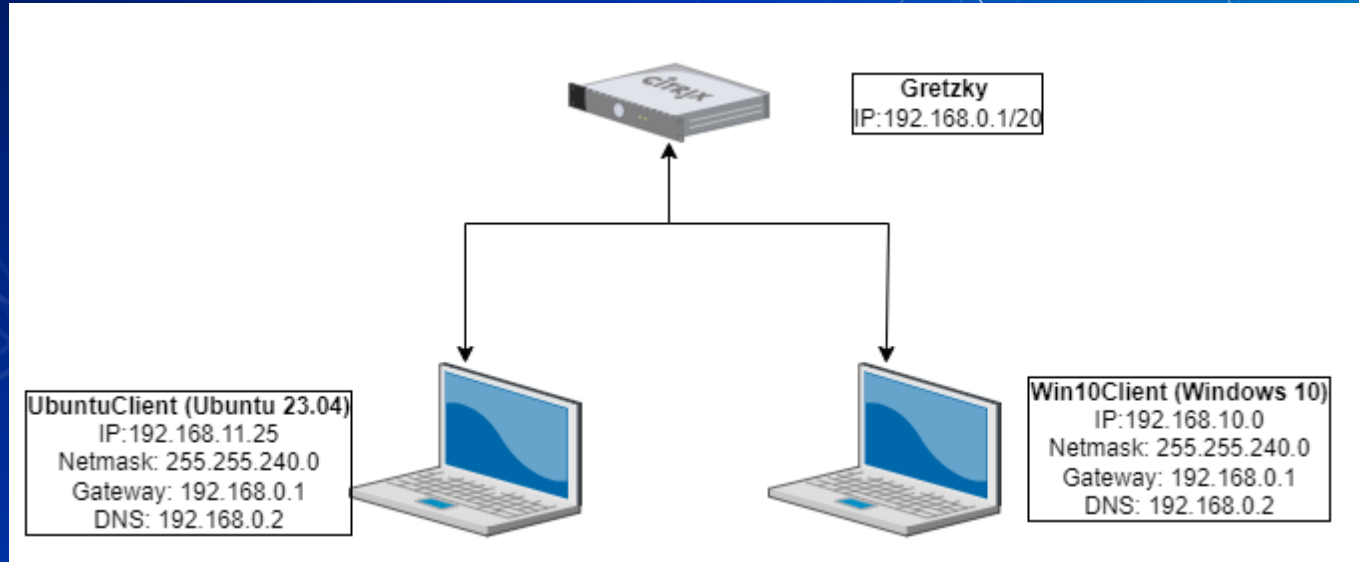 CITRIX
Gretzky
IP:192.168.0.1/20
UbuntuClient (Ubuntu 23.04)
IP:192.168.11.25
Netmask: 255.255.240.0
Gateway: 192.168.0.1
DNS: 192.168.0.2
Win10Client (Windows 10)
IP:192.168.10.0
Netmask: 255.255.240.0
Gateway: 192.168.0.1
DNS: 192.168.0.2